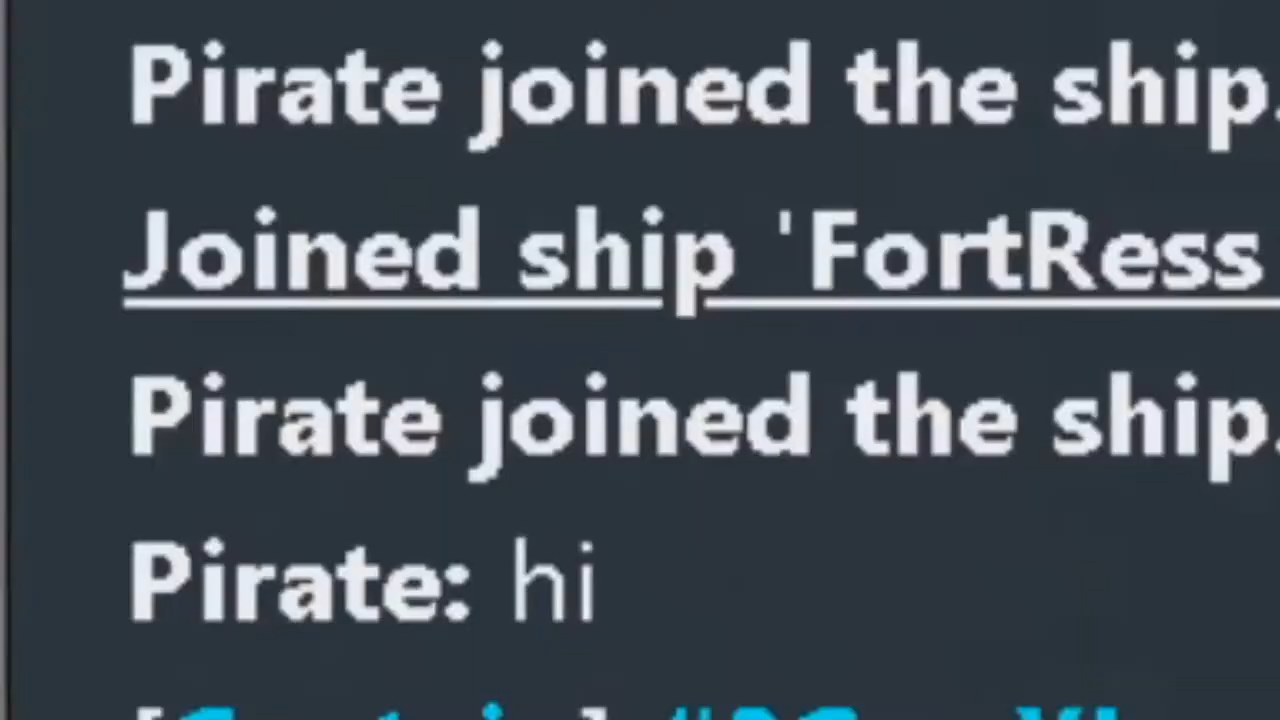 Pirate joined the ship.
Joined ship 'FortRess
Pirate joined the ship.
Pirate: hi